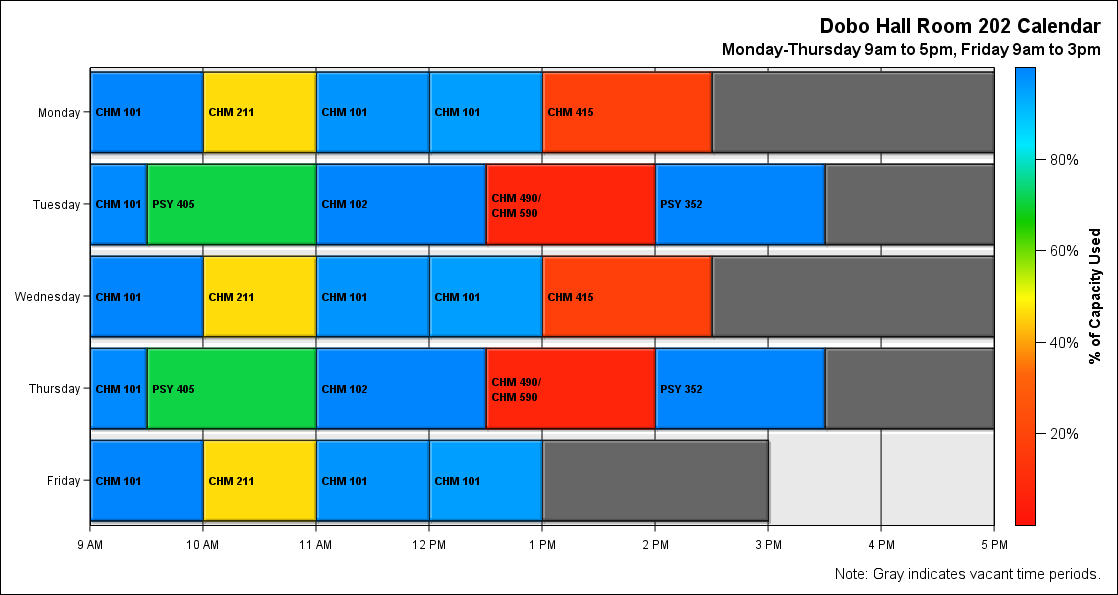 Dobo Hall Room 202 Calendar
Monday-Thursday 9am to 5pm, Friday 9am to 3pm
Monday
CHM 101
CHM 211
CHM 101
CHM 101
CHM 415
Tuesday
CHM 101
PSY 405
CHM 102
CHM 490/
CHM 590
PSY 352
Wednesday
CHM 101
CHM 211
CHM 101
CHM 101
CHM 415
Thursday
CHM 101
PSY 405
CHM 102
CHM 490/
CHM 590
PSY 352
Friday
CHM 101
CHM 211
CHM 101
CHM 101
9 AM
10 AM
11 AM
12 PM
1 PM
2 PM
3 PM
4 PM
5 PM
80%
60%
40%
20%
% of Capacity Used
Note: Gray indicates vacant time periods.